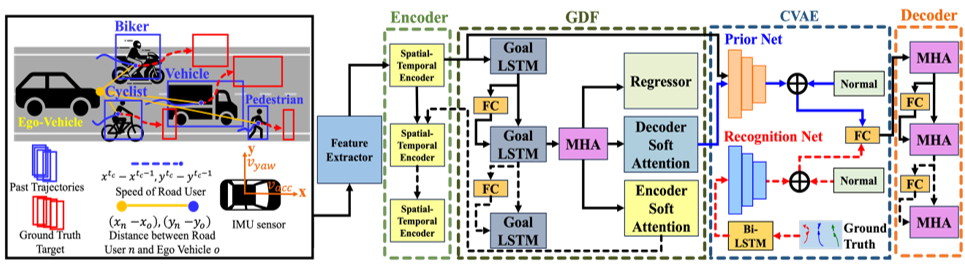 Biker
Vehicle
Cyclist
Pedestrian
Ego-Vehicle
Past Trajectories
x^{t_c} − x^{t_c−1}, y^{t_c} − y^{t_c−1}
Speed of Road User
Ground Truth
Target
(x_n −x_o), (y_n −y_o)
Distance between Road
User n and Ego Vehicle o
y
v_{yaw}
v_{acc}
x
IMU sensor
Feature
Extractor
Encoder
Spatial-
Temporal
Encoder
Spatial-
Temporal
Encoder
Spatial-
Temporal
Encoder
GDF
Goal
LSTM
FC
Goal
LSTM
FC
Goal
LSTM
MHA
Regressor
Decoder
Soft
Attention
Encoder
Soft
Attention
CVAE
Prior Net
Normal
FC
Recognition Net
Normal
Bi-
LSTM
Ground
Truth
Decoder
MHA
FC
MHA
FC
MHA